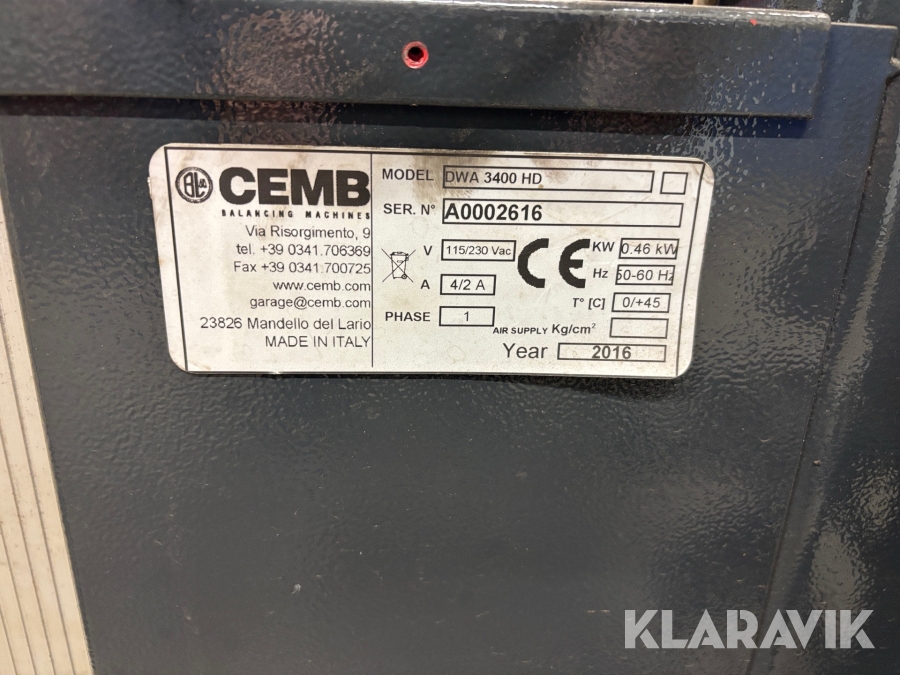 CEMB
BALANCING MACHINES
Via Risorgimento, 9
tel. +39 0341.706369
Fax +39 0341.700725
www.cemb.com
garage@cemb.com
23826 Mandello del Lario
MADE IN ITALY
MODEL DWA 3400 HD
SER. N° A0002616
V 115/230 Vac
A 4/2 A
PHASE 1
CE
KW 0.46 kW
Hz 50-60 Hz
T° [C] 0/+45
AIR SUPPLY Kg/cm²
Year 2016
KLARAVIK